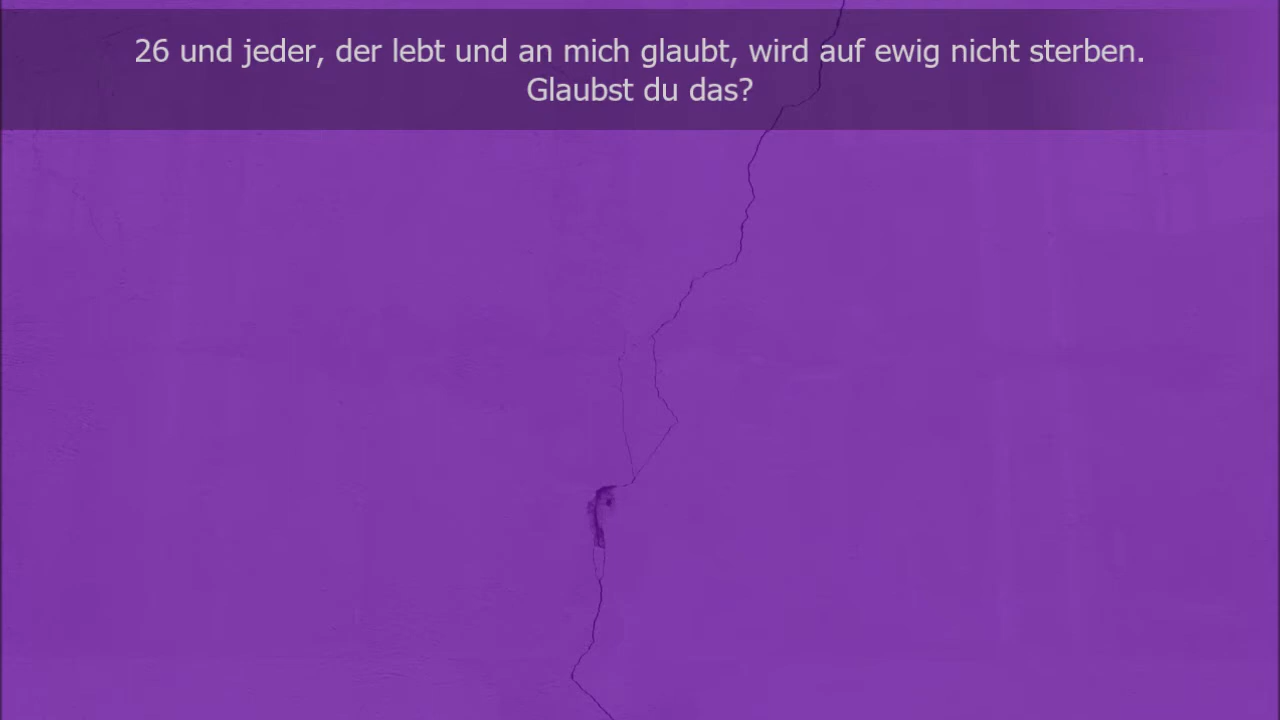 26 und jeder, der lebt und an mich glaubt, wird auf ewig nicht sterben.
Glaubst du das?